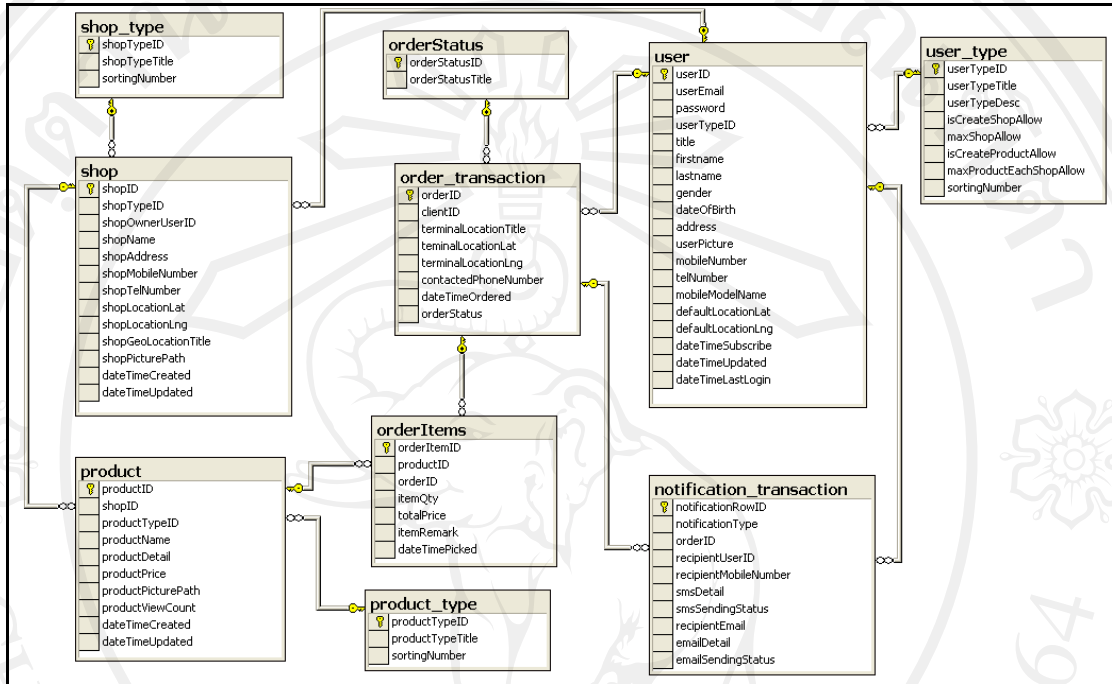 shop_type
shopTypeID
shopTypeTitle
sortingNumber
orderStatus
orderStatusID
orderStatusTitle
user
userID
userEmail
password
userTypeID
title
firstname
lastname
gender
dateOfBirth
address
userPicture
mobileNumber
telNumber
mobileModelName
defaultLocationLat
defaultLocationLng
dateTimeSubscribe
dateTimeUpdated
dateTimeLastLogin
user_type
userTypeID
userTypeTitle
userTypeDesc
isCreateShopAllow
maxShopAllow
isCreateProductAllow
maxProductEachShopAllow
sortingNumber
shop
shopID
shopTypeID
shopOwnerUserID
shopName
shopAddress
shopMobileNumber
shopTelNumber
shopLocationLat
shopLocationLng
shopGeoLocationTitle
shopPicturePath
dateTimeCreated
dateTimeUpdated
order_transaction
orderID
clientID
terminalLocationTitle
teminalLocationLat
terminalLocationLng
contactedPhoneNumber
dateTimeOrdered
orderStatus
orderItems
orderItemID
productID
orderID
itemQty
totalPrice
itemRemark
dateTimePicked
product
productID
shopID
productTypeID
productName
productDetail
productPrice
productPicturePath
productViewCount
dateTimeCreated
dateTimeUpdated
product_type
productTypeID
productTypeTitle
sortingNumber
notification_transaction
notificationRowID
notificationType
orderID
recipientUserID
recipientMobileNumber
smsDetail
smsSendingStatus
recipientEmail
emailDetail
emailSendingStatus
64